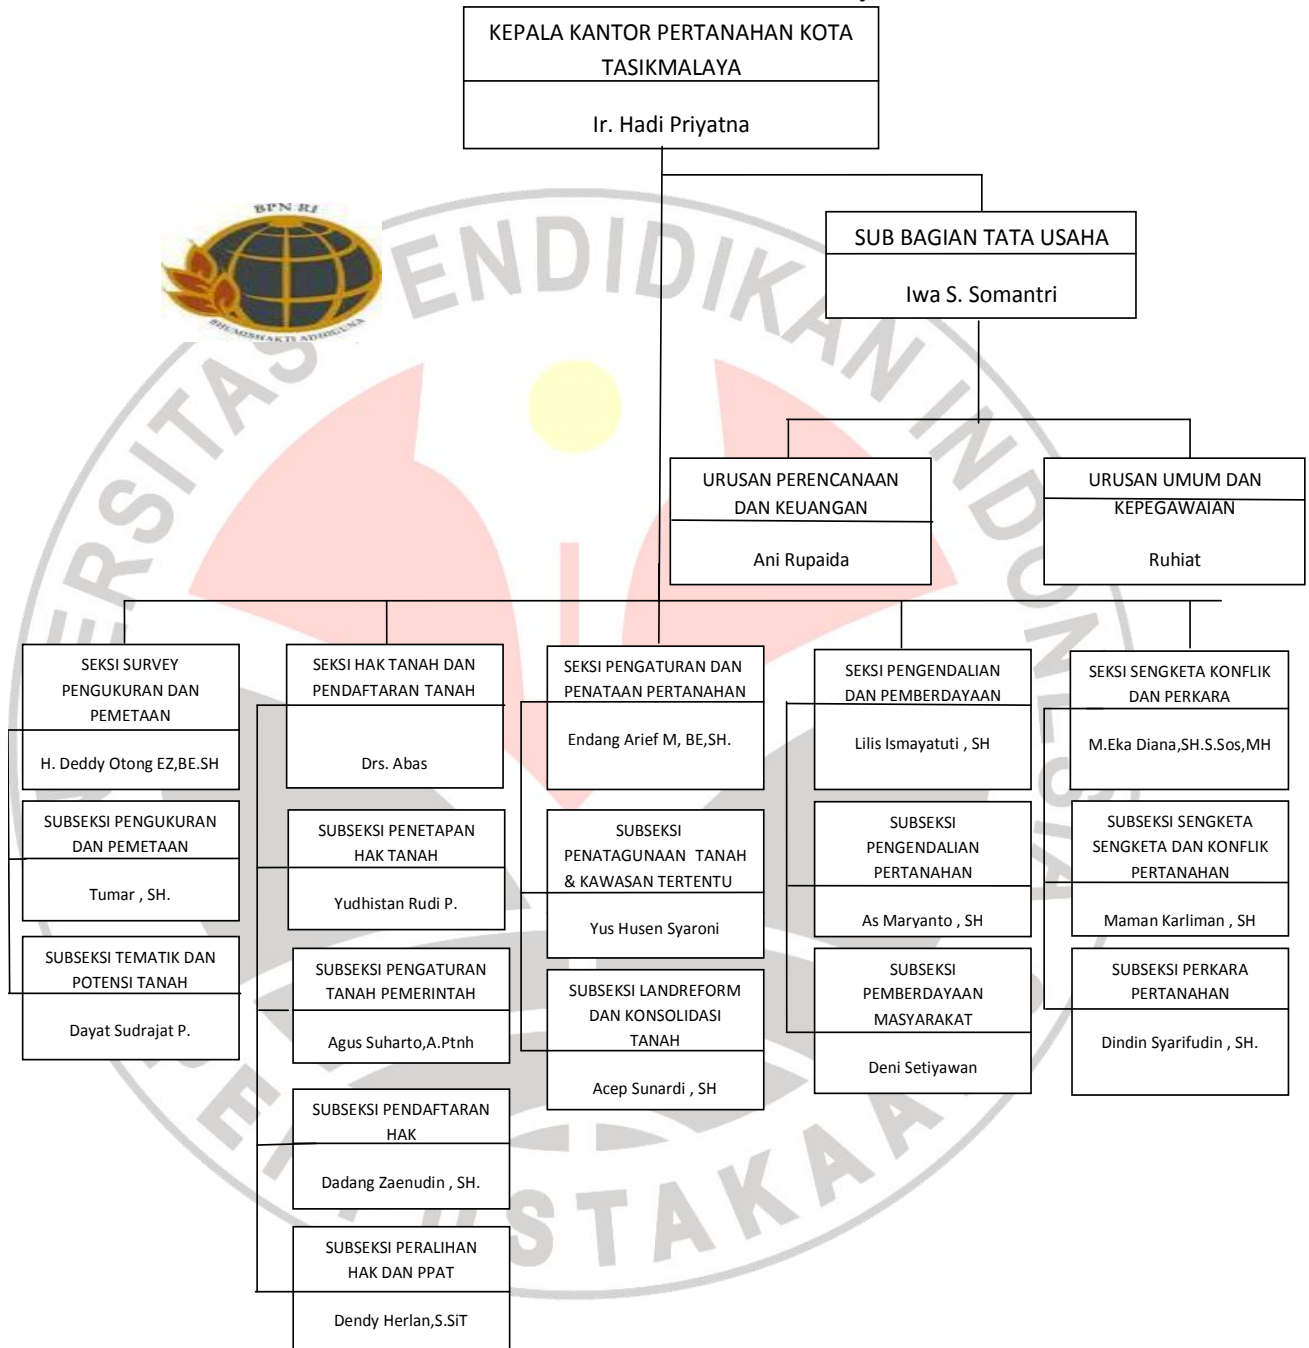 KEPALA KANTOR PERTANAHAN KOTA
TASIKMALAYA
Ir. Hadi Priyatna
BPN RI
BHUMISHAKTI ADHIGUNA
SUB BAGIAN TATA USAHA
Iwa S. Somantri
URUSAN PERENCANAAN
DAN KEUANGAN
Ani Rupaida
URUSAN UMUM DAN
KEPEGAWAIAN
Ruhiat
SEKSI SURVEY
PENGUKURAN DAN
PEMETAAN
H. Deddy Otong EZ,BE.SH
SUBSEKSI PENGUKURAN
DAN PEMETAAN
Tumar , SH.
SUBSEKSI TEMATIK DAN
POTENSI TANAH
Dayat Sudrajat P.
SEKSI HAK TANAH DAN
PENDAFTARAN TANAH
Drs. Abas
SUBSEKSI PENETAPAN
HAK TANAH
Yudhistan Rudi P.
SUBSEKSI PENGATURAN
TANAH PEMERINTAH
Agus Suharto,A.Ptnh
SUBSEKSI PENDAFTARAN
HAK
Dadang Zaenudin , SH.
SUBSEKSI PERALIHAN
HAK DAN PPAT
Dendy Herlan,S.SiT
SEKSI PENGATURAN DAN
PENATAAN PERTANAHAN
Endang Arief M, BE,SH.
SUBSEKSI
PENATAGUNAAN TANAH
& KAWASAN TERTENTU
Yus Husen Syaroni
SUBSEKSI LANDREFORM
DAN KONSOLIDASI
TANAH
Acep Sunardi , SH
SEKSI PENGENDALIAN
DAN PEMBERDAYAAN
Lilis Ismayatuti , SH
SUBSEKSI
PENGENDALIAN
PERTANAHAN
As Maryanto , SH
SUBSEKSI
PEMBERDAYAAN
MASYARAKAT
Deni Setiyawan
SEKSI SENGKETA KONFLIK
DAN PERKARA
M.Eka Diana,SH.S.Sos,MH
SUBSEKSI SENGKETA
SENGKETA DAN KONFLIK
PERTANAHAN
Maman Karliman , SH
SUBSEKSI PERKARA
PERTANAHAN
Dindin Syarifudin , SH.